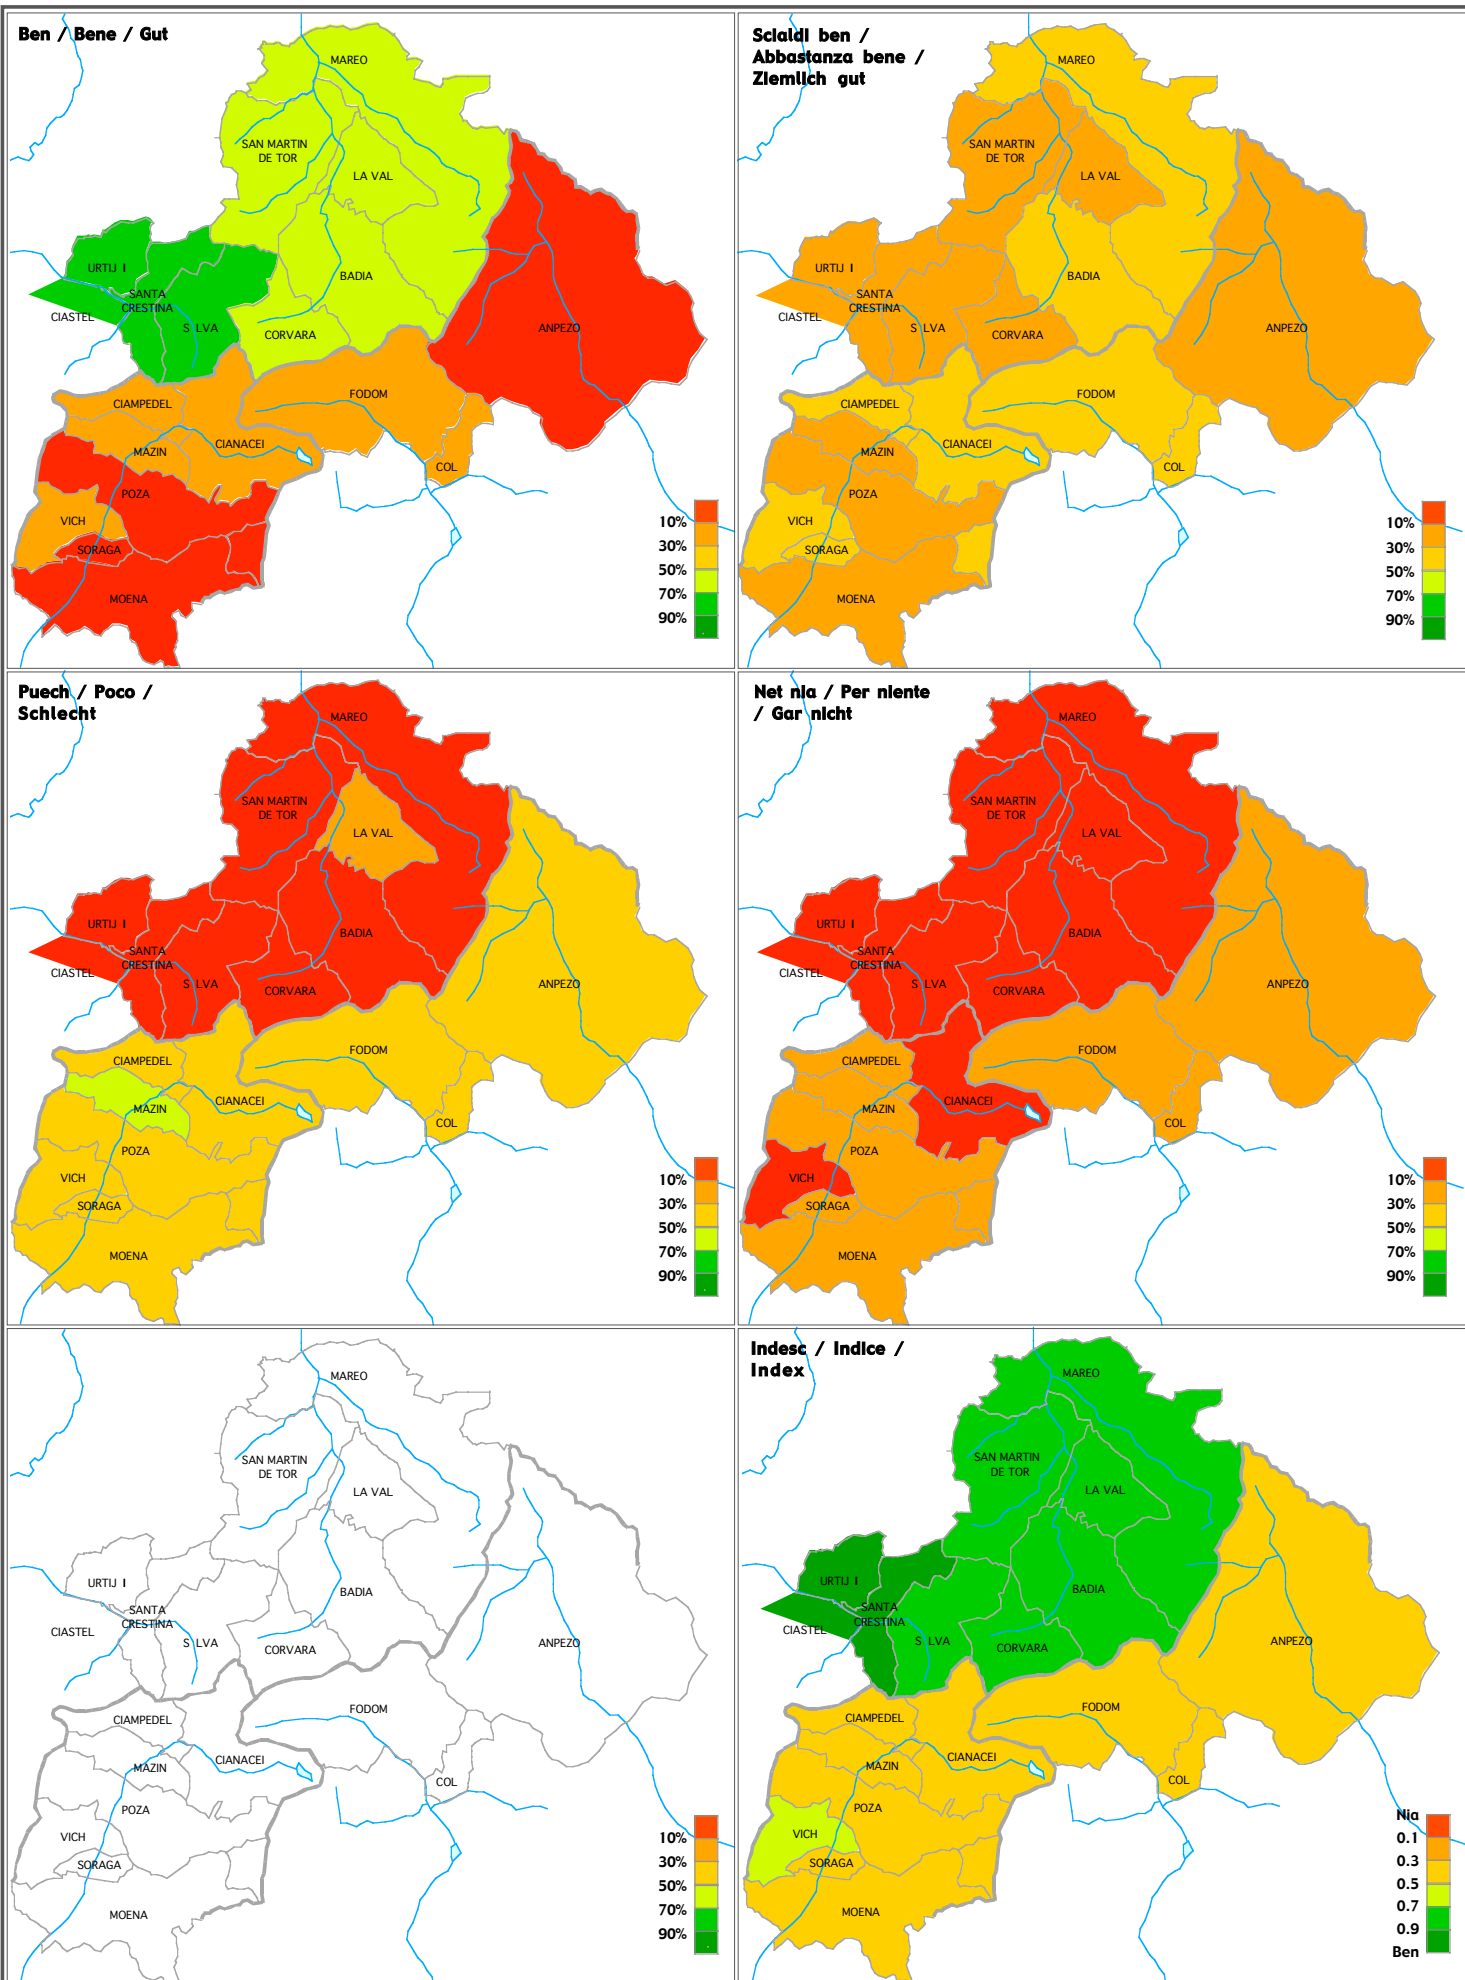 Ben / Bene / Gut
MAREO
SAN MARTIN
DE TOR
LA VAL
URTIJ I
SANTA
CRESTINA
CIASTEL
S LVA
BADIA
CORVARA
ANPEZO
FODOM
CIAMPEDEL
CIANACEI
MAZIN
COL
POZA
VICH
SORAGA
MOENA
10%
30%
50%
70%
90%
Scialdi ben /
Abbastanza bene /
Ziemlich gut
MAREO
SAN MARTIN
DE TOR
LA VAL
URTIJ I
SANTA
CRESTINA
CIASTEL
S LVA
BADIA
CORVARA
ANPEZO
FODOM
CIAMPEDEL
CIANACEI
MAZIN
COL
POZA
VICH
SORAGA
MOENA
10%
30%
50%
70%
90%
Puech / Poco /
Schlecht
MAREO
SAN MARTIN
DE TOR
LA VAL
URTIJ I
SANTA
CRESTINA
CIASTEL
S LVA
BADIA
CORVARA
ANPEZO
FODOM
CIAMPEDEL
CIANACEI
MAZIN
COL
POZA
VICH
SORAGA
MOENA
10%
30%
50%
70%
90%
Net nia / Per niente
/ Gar nicht
MAREO
SAN MARTIN
DE TOR
LA VAL
URTIJ I
SANTA
CRESTINA
CIASTEL
S LVA
BADIA
CORVARA
ANPEZO
FODOM
CIAMPEDEL
CIANACEI
MAZIN
COL
POZA
VICH
SORAGA
MOENA
10%
30%
50%
70%
90%
MAREO
SAN MARTIN
DE TOR
LA VAL
URTIJ I
SANTA
CRESTINA
CIASTEL
S LVA
BADIA
CORVARA
ANPEZO
FODOM
CIAMPEDEL
CIANACEI
MAZIN
COL
POZA
VICH
SORAGA
MOENA
10%
30%
50%
70%
90%
Indesc / Indice /
Index
MAREO
SAN MARTIN
DE TOR
LA VAL
URTIJ I
SANTA
CRESTINA
CIASTEL
S LVA
BADIA
CORVARA
ANPEZO
FODOM
CIAMPEDEL
CIANACEI
MAZIN
COL
POZA
VICH
SORAGA
MOENA
Nia
0.1
0.3
0.5
0.7
0.9
Ben